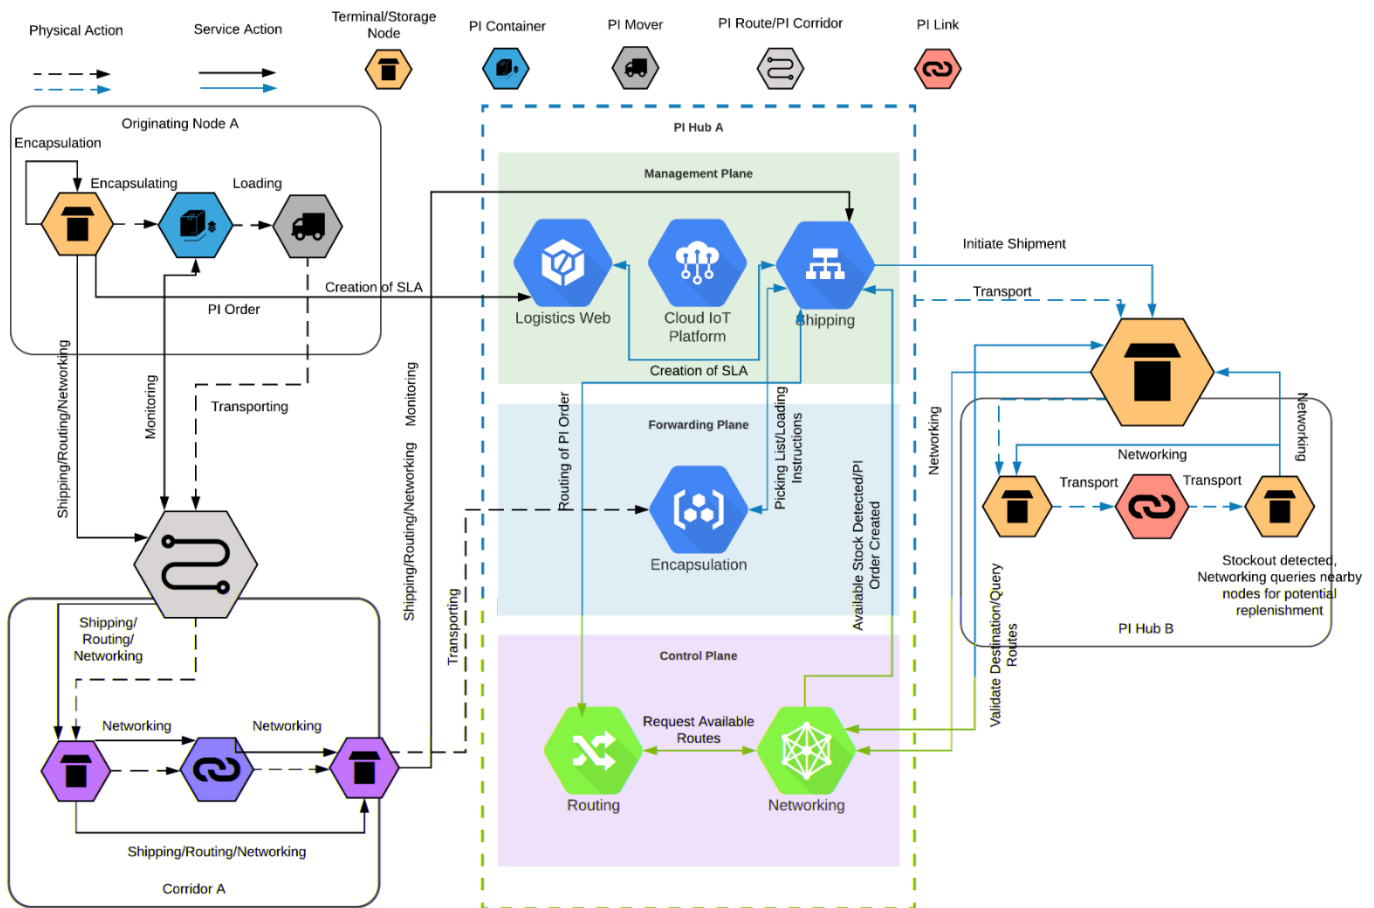 Physical Action
Service Action
Terminal/Storage
Node
PI Container
PI Mover
PI Route/PI Corridor
PI Link
Originating Node A
Encapsulation
Encapsulating
Loading
Creation of SLA
PI Order
Shipping/Routing/Networking
Monitoring
Transporting
Shipping/
Routing/
Networking
Networking
Networking
Shipping/Routing/Networking
Corridor A
Monitoring
Shipping/Routing/Networking
Transporting
PI Hub A
Management Plane
Logistics Web
Cloud IoT
Platform
Shipping
Creation of SLA
Routing of PI Order
Picking List/Loading
Instructions
Forwarding Plane
Encapsulation
Available Stock Detected/PI
Order Created
Control Plane
Request Available
Routes
Routing
Networking
Initiate Shipment
Transport
Networking
Validate Destination/Query
Routes
Networking
Networking
Transport
Transport
Stockout detected,
Networking queries nearby
nodes for potential
replenishment
PI Hub B